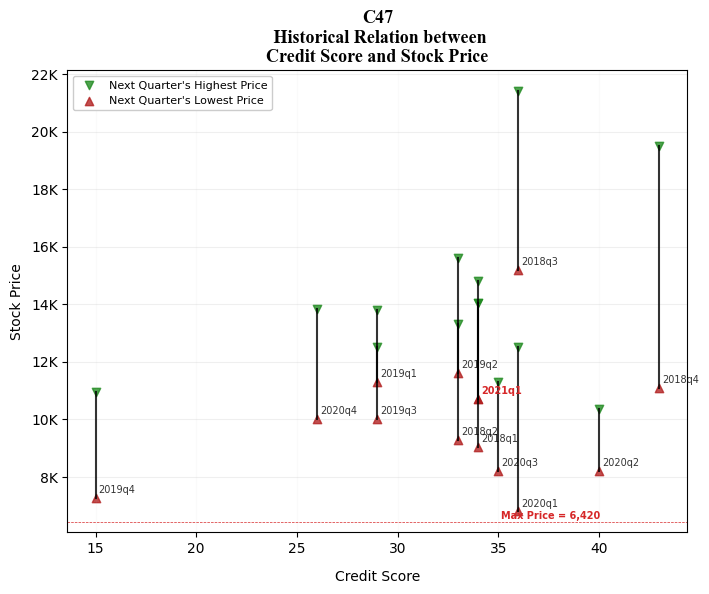 C47
Historical Relation between
Credit Score and Stock Price
Next Quarter's Highest Price
Next Quarter's Lowest Price
22K
20K
18K
16K
14K
12K
10K
8K
Stock Price
2018q3
2019q2
2019q1
2021q1
2018q4
2020q4
2019q3
2018q2
2018q1
2020q3
2020q2
2019q4
2020q1
Max Price = 6,420
15
20
25
30
35
40
Credit Score